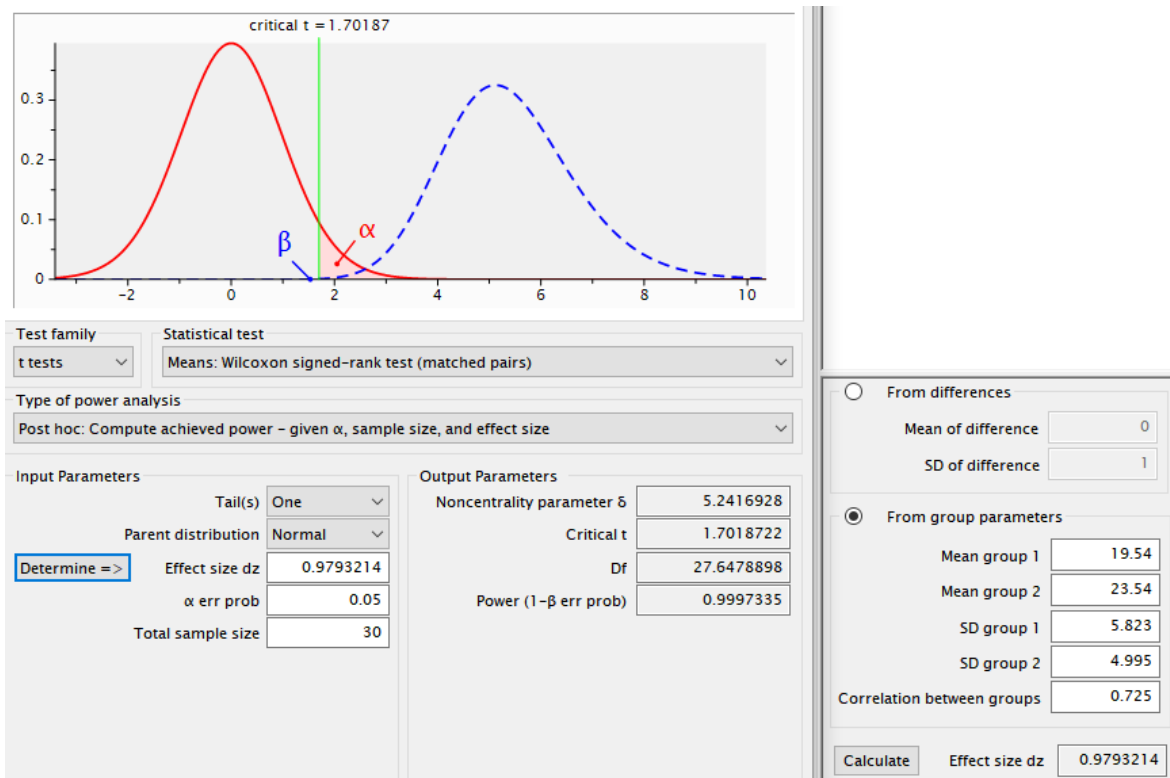 critical t = 1.70187
0.3
0.2
β
α
0.1
0
-2
0
2
4
6
8
10
Test family
Statistical test
t tests
Means: Wilcoxon signed-rank test (matched pairs)
Type of power analysis
Post hoc: Compute achieved power – given α, sample size, and effect size
Input Parameters
Tail(s) One
Parent distribution Normal
Determine => Effect size dz 0.9793214
α err prob 0.05
Total sample size 30
Output Parameters
Noncentrality parameter δ 5.2416928
Critical t 1.7018722
Df 27.6478898
Power (1-β err prob) 0.9997335
From differences
Mean of difference 0
SD of difference 1
From group parameters
Mean group 1 19.54
Mean group 2 23.54
SD group 1 5.823
SD group 2 4.995
Correlation between groups 0.725
Calculate Effect size dz 0.9793214